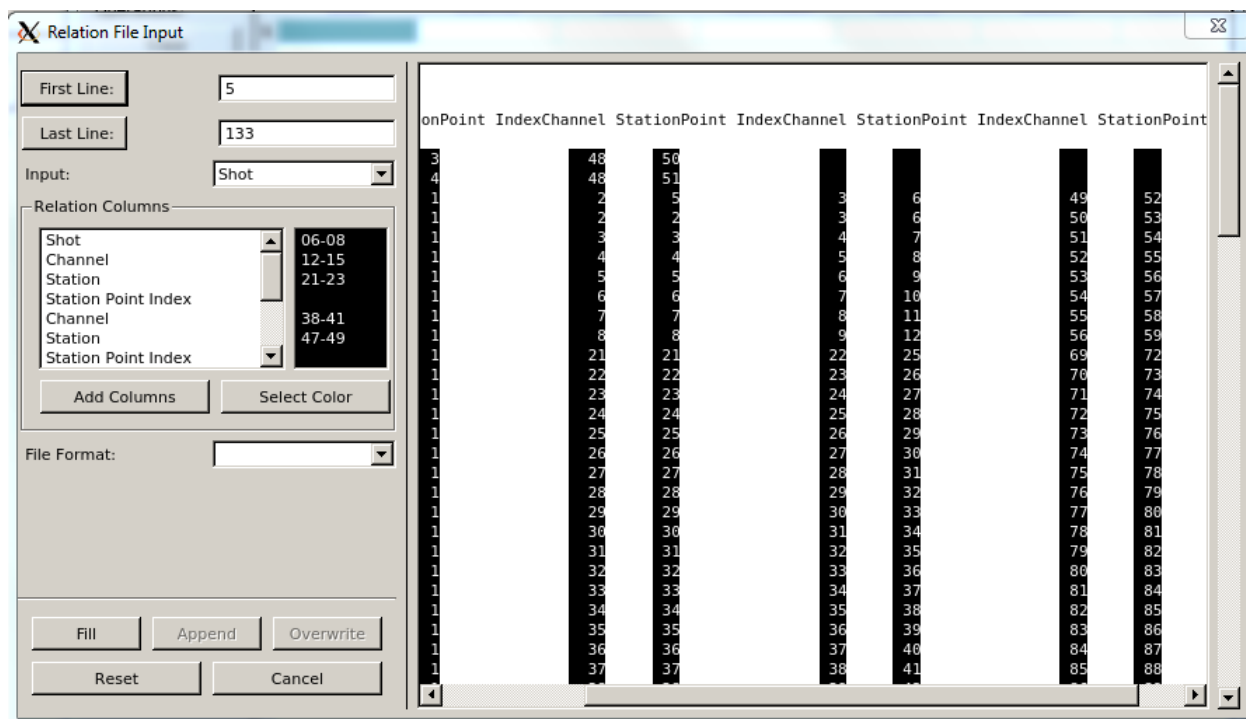 Relation File Input
First Line:
5
Last Line:
133
Input:
Shot
Relation Columns
Shot 06-08
Channel 12-15
Station 21-23
Station Point Index
Channel 38-41
Station 47-49
Station Point Index
Add Columns
Select Color
File Format:
Fill
Append
Overwrite
Reset
Cancel
onPoint IndexChannel StationPoint IndexChannel StationPoint IndexChannel StationPoint
3 48 50
4 48 51
1 2 5 3 6 49 52
1 2 2 3 6 50 53
1 3 3 4 7 51 54
1 4 4 5 8 52 55
1 5 5 6 9 53 56
1 6 6 7 10 54 57
1 7 7 8 11 55 58
1 8 8 9 12 56 59
1 21 21 22 25 69 72
1 22 22 23 26 70 73
1 23 23 24 27 71 74
1 24 24 25 28 72 75
1 25 25 26 29 73 76
1 26 26 27 30 74 77
1 27 27 28 31 75 78
1 28 28 29 32 76 79
1 29 29 30 33 77 80
1 30 30 31 34 78 81
1 31 31 32 35 79 82
1 32 32 33 36 80 83
1 33 33 34 37 81 84
1 34 34 35 38 82 85
1 35 35 36 39 83 86
1 36 36 37 40 84 87
1 37 37 38 41 85 88